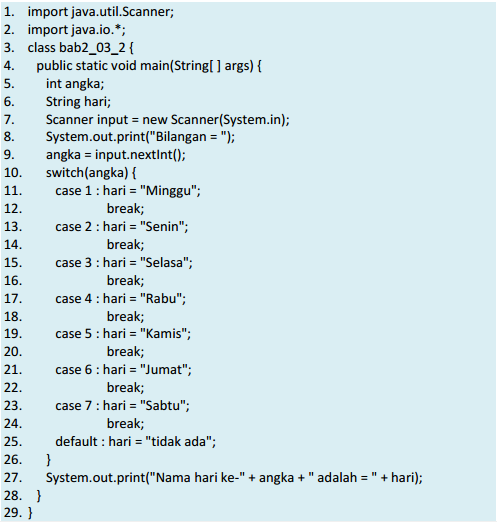 1. import java.util.Scanner;
2. import java.io.*;
3. class bab2_03_2 {
4. public static void main(String[ ] args) {
5. int angka;
6. String hari;
7. Scanner input = new Scanner(System.in);
8. System.out.print("Bilangan = ");
9. angka = input.nextInt();
10. switch(angka) {
11. case 1 : hari = "Minggu";
12. break;
13. case 2 : hari = "Senin";
14. break;
15. case 3 : hari = "Selasa";
16. break;
17. case 4 : hari = "Rabu";
18. break;
19. case 5 : hari = "Kamis";
20. break;
21. case 6 : hari = "Jumat";
22. break;
23. case 7 : hari = "Sabtu";
24. break;
25. default : hari = "tidak ada";
26. }
27. System.out.print("Nama hari ke-" + angka + " adalah = " + hari);
28. }
29. }